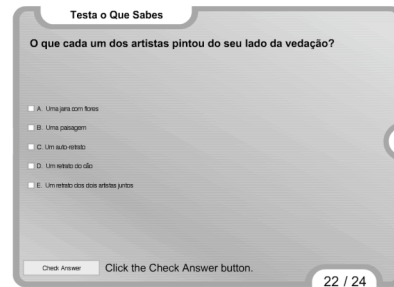 Testa o Que Sabes
O que cada um dos artistas pintou do seu lado da vedação?
A. Uma jarra com flores
B. Uma paisagem
C. Um auto-retrato
D. Um retrato do cão
E. Um retrato dos dois artistas juntos
Check Answer
Click the Check Answer button.
22 / 24